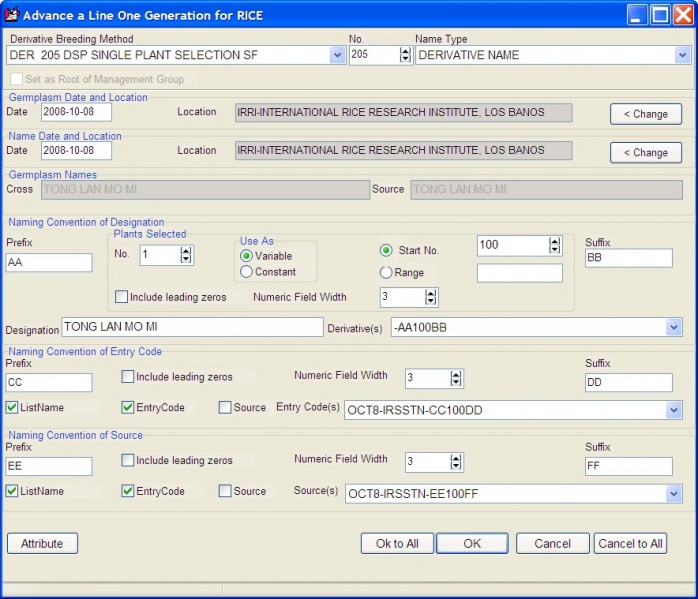 Advance a Line One Generation for RICE
Derivative Breeding Method No. Name Type
DER 205 DSP SINGLE PLANT SELECTION SF 205 DERIVATIVE NAME
Set as Root of Management Group
Germplasm Date and Location
Date 2008-10-08 Location IRRI-INTERNATIONAL RICE RESEARCH INSTITUTE, LOS BANOS < Change
Name Date and Location
Date 2008-10-08 Location IRRI-INTERNATIONAL RICE RESEARCH INSTITUTE, LOS BANOS < Change
Germplasm Names
Cross TONG LAN MO MI Source TONG LAN MO MI
Naming Convention of Designation
Prefix Plants Selected Use As Suffix
AA No. 1 Variable Constant Start No. 100 Range BB
Include leading zeros Numeric Field Width 3
Designation TONG LAN MO MI Derivative(s) -AA100BB
Naming Convention of Entry Code
Prefix Suffix
CC Include leading zeros Numeric Field Width 3 DD
ListName EntryCode Source Entry Code(s) OCT8-IRSSTN-CC100DD
Naming Convention of Source
Prefix Suffix
EE Include leading zeros Numeric Field Width 3 FF
ListName EntryCode Source Source(s) OCT8-IRSSTN-EE100FF
Attribute Ok to All OK Cancel Cancel to All